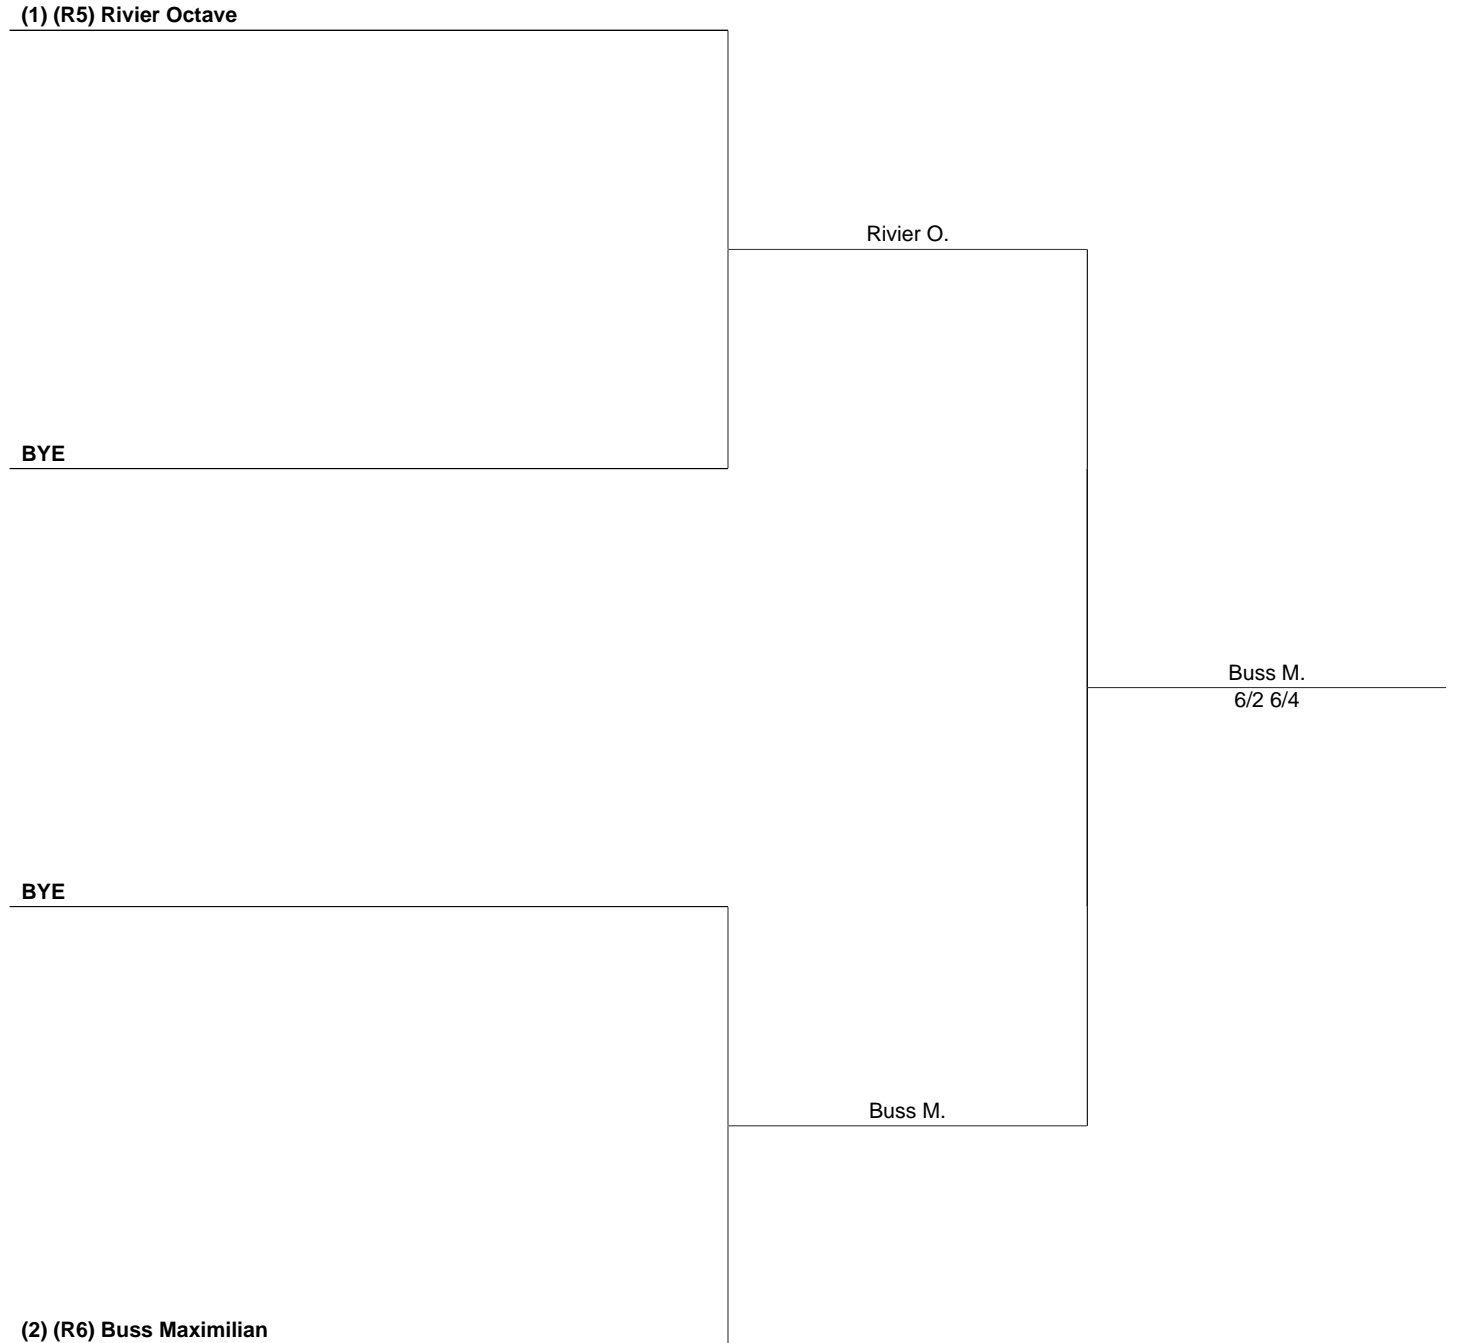 (1) (R5) Rivier Octave
Rivier O.
BYE
Buss M.
6/2 6/4
BYE
Buss M.
(2) (R6) Buss Maximilian